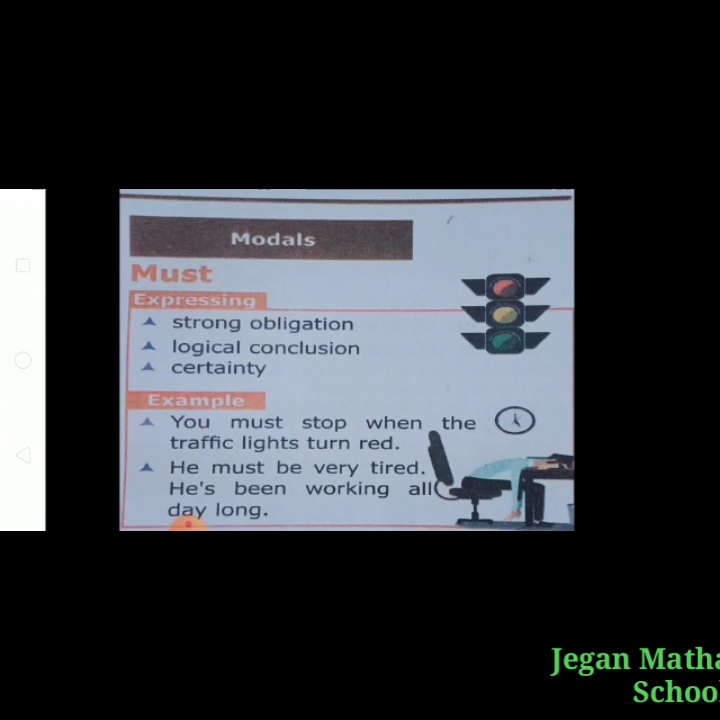 Modals
Must
Expressing
strong obligation
logical conclusion
certainty
Example
You must stop when the
traffic lights turn red.
He must be very tired.
He's been working all
day long.
Jegan Matha
School